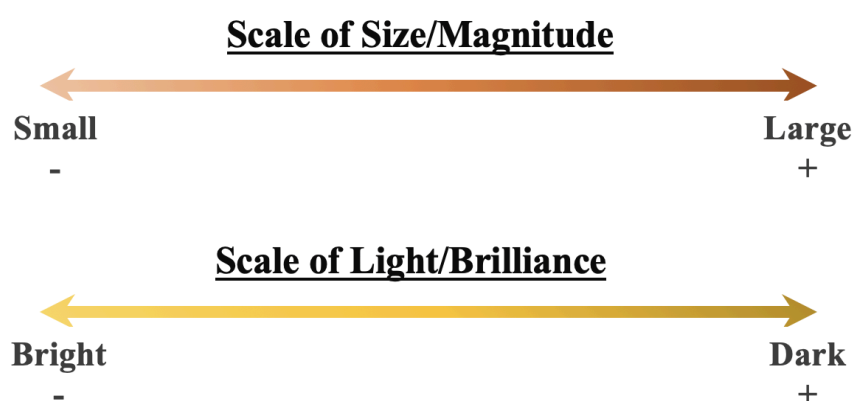 Scale of Size/Magnitude
Small Large
- +
Scale of Light/Brilliance
Bright Dark
- +